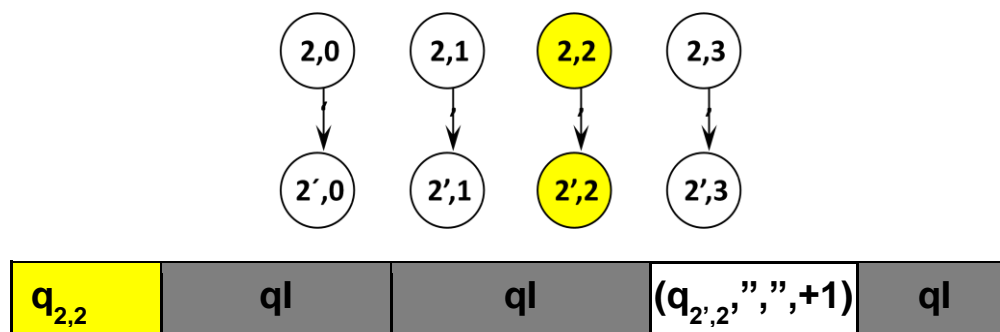 2,0 2,1 2,2 2,3
, , , ,
2´,0 2’,1 2’,2 2’,3
q2,2 ql ql (q2’,2,”,”,+1) ql